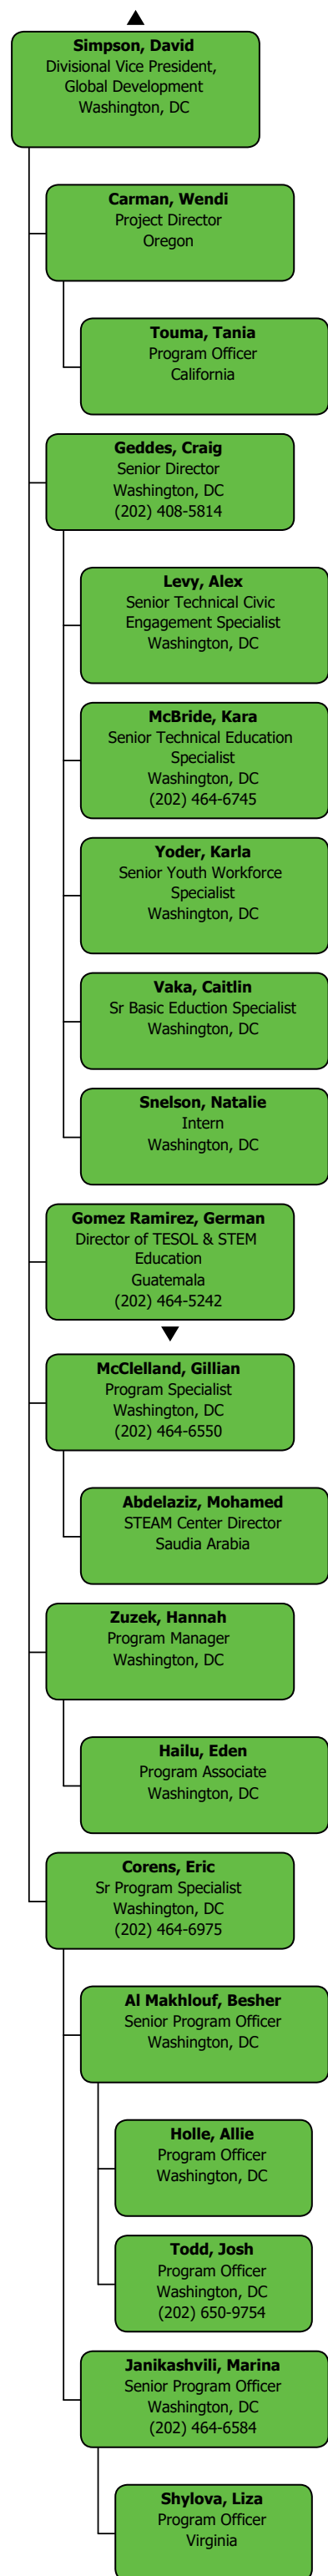 Simpson, David
Divisional Vice President,
Global Development
Washington, DC
Carman, Wendi
Project Director
Oregon
Touma, Tania
Program Officer
California
Geddes, Craig
Senior Director
Washington, DC
(202) 408-5814
Levy, Alex
Senior Technical Civic
Engagement Specialist
Washington, DC
McBride, Kara
Senior Technical Education
Specialist
Washington, DC
(202) 464-6745
Yoder, Karla
Senior Youth Workforce
Specialist
Washington, DC
Vaka, Caitlin
Sr Basic Eduction Specialist
Washington, DC
Snelson, Natalie
Intern
Washington, DC
Gomez Ramirez, German
Director of TESOL & STEM
Education
Guatemala
(202) 464-5242
McClelland, Gillian
Program Specialist
Washington, DC
(202) 464-6550
Abdelaziz, Mohamed
STEAM Center Director
Saudia Arabia
Zuzek, Hannah
Program Manager
Washington, DC
Hailu, Eden
Program Associate
Washington, DC
Corens, Eric
Sr Program Specialist
Washington, DC
(202) 464-6975
Al Makhlouf, Besher
Senior Program Officer
Washington, DC
Holle, Allie
Program Officer
Washington, DC
Todd, Josh
Program Officer
Washington, DC
(202) 650-9754
Janikashvili, Marina
Senior Program Officer
Washington, DC
(202) 464-6584
Shylova, Liza
Program Officer
Virginia